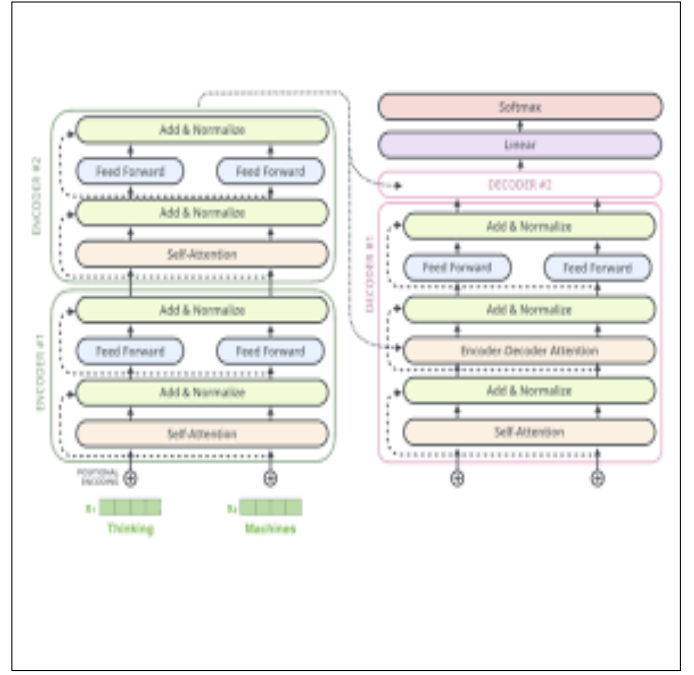 ENCODER #2
Add & Normalize
Feed Forward Feed Forward
Add & Normalize
Self-Attention
ENCODER #1
Add & Normalize
Feed Forward Feed Forward
Add & Normalize
Self-Attention
POSITIONAL
ENCODING
X₁ X₂
Thinking Machines
Softmax
Linear
DECODER #2
DECODER #1
Add & Normalize
Feed Forward Feed Forward
Add & Normalize
Encoder-Decoder Attention
Add & Normalize
Self-Attention